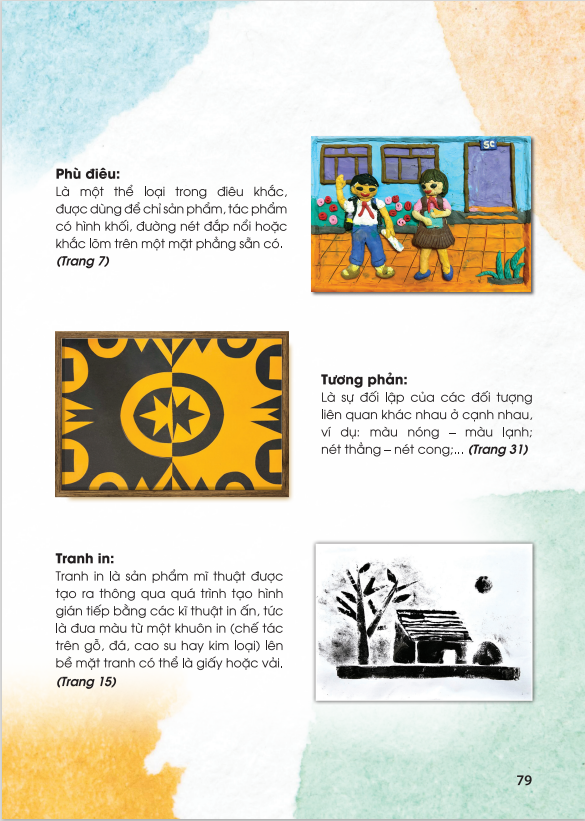 Phù điêu:
Là một thể loại trong điêu khắc,
được dùng để chỉ sản phẩm, tác phẩm
có hình khối, đường nét đắp nổi hoặc
khắc lõm trên một mặt phẳng sẵn có.
(Trang 7)
5C
Tương phản:
Là sự đối lập của các đối tượng
liên quan khác nhau ở cạnh nhau,
ví dụ: màu nóng – màu lạnh;
nét thẳng – nét cong;... (Trang 31)
Tranh in:
Tranh in là sản phẩm mĩ thuật được
tạo ra thông qua quá trình tạo hình
gián tiếp bằng các kĩ thuật in ấn, tức
là đưa màu từ một khuôn in (chế tác
trên gỗ, đá, cao su hay kim loại) lên
bề mặt tranh có thể là giấy hoặc vải.
(Trang 15)
79